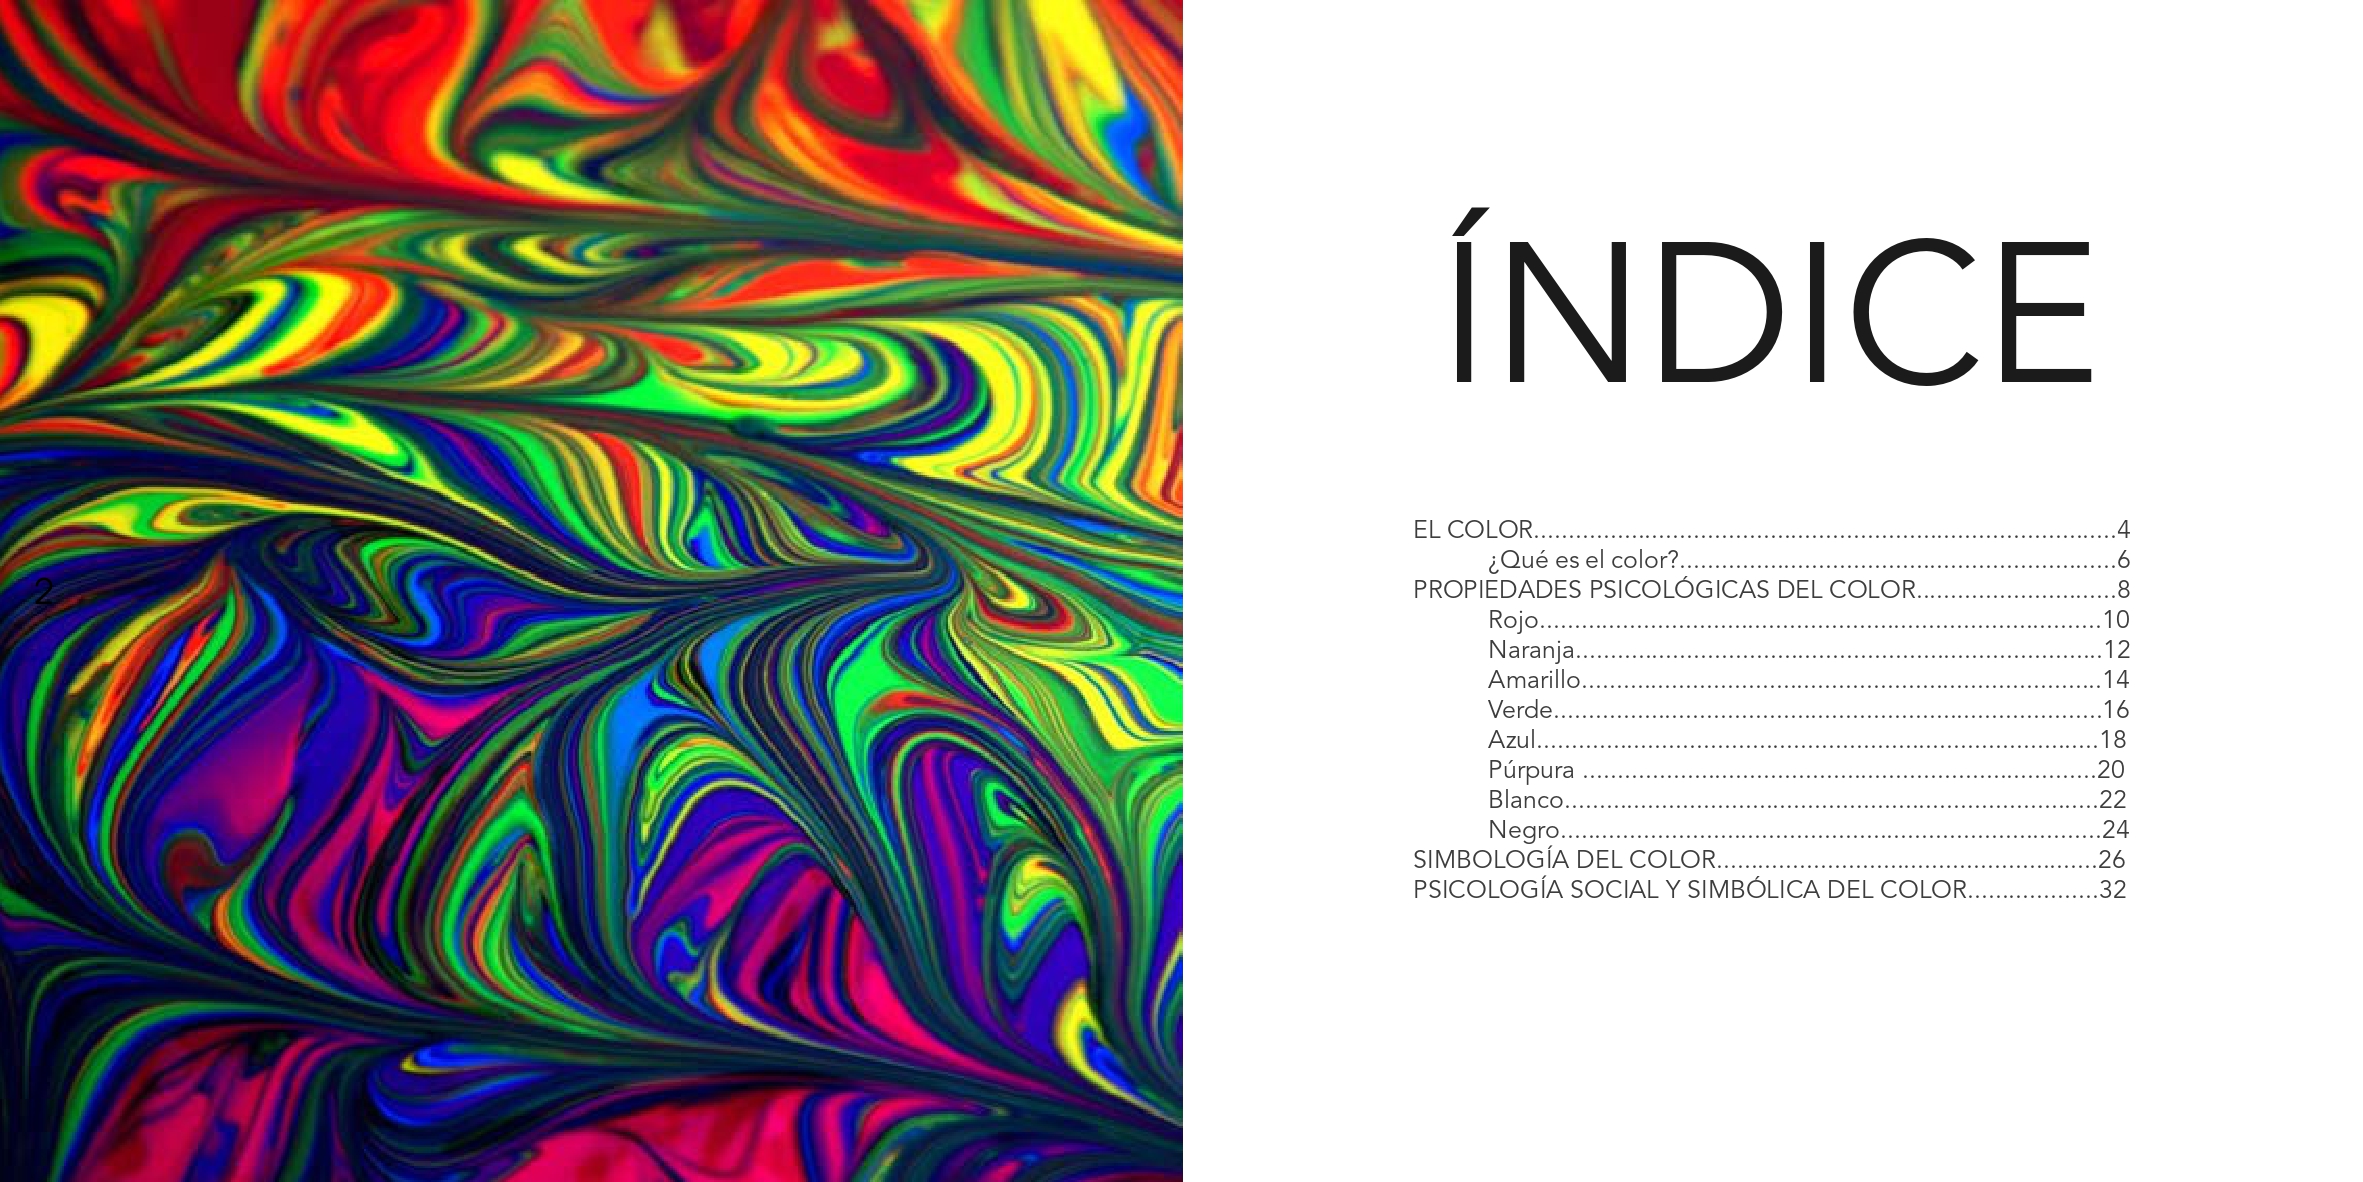 2
ÍNDICE
EL COLOR....................................................................................4
¿Qué es el color?...............................................................6
PROPIEDADES PSICOLÓGICAS DEL COLOR.............................8
Rojo.................................................................................10
Naranja............................................................................12
Amarillo...........................................................................14
Verde...............................................................................16
Azul.................................................................................18
Púrpura ..........................................................................20
Blanco.............................................................................22
Negro..............................................................................24
SIMBOLOGÍA DEL COLOR.......................................................26
PSICOLOGÍA SOCIAL Y SIMBÓLICA DEL COLOR...................32